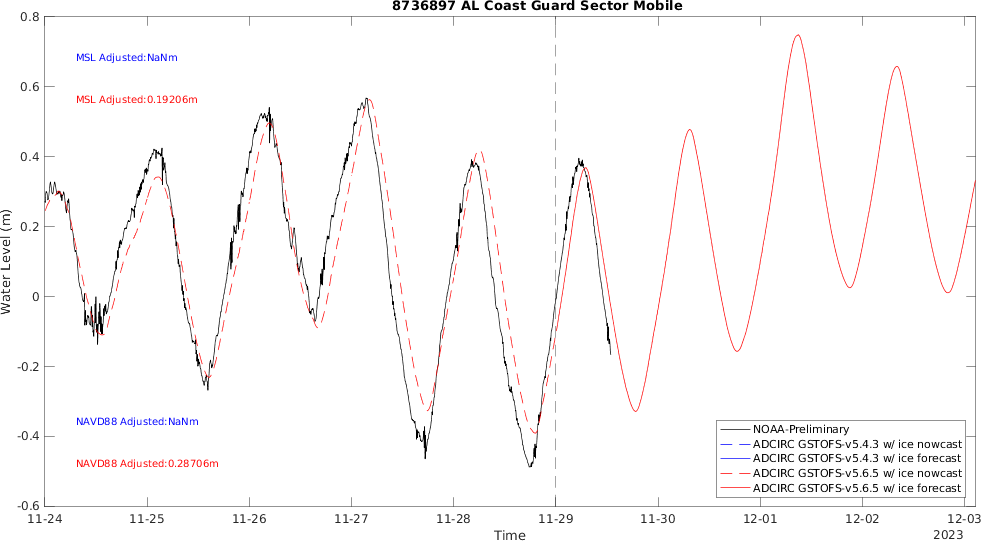 8736897 AL Coast Guard Sector Mobile
0.8
0.6
0.4
0.2
0
-0.2
-0.4
-0.6
Water Level (m)
MSL Adjusted:NaNm
MSL Adjusted:0.19206m
NAVD88 Adjusted:NaNm
NAVD88 Adjusted:0.28706m
NOAA-Preliminary
ADCIRC GSTOFS-v5.4.3 w/ ice nowcast
ADCIRC GSTOFS-v5.4.3 w/ ice forecast
ADCIRC GSTOFS-v5.6.5 w/ ice nowcast
ADCIRC GSTOFS-v5.6.5 w/ ice forecast
11-24 11-25 11-26 11-27 11-28 11-29 11-30 12-01 12-02 12-03
Time
2023